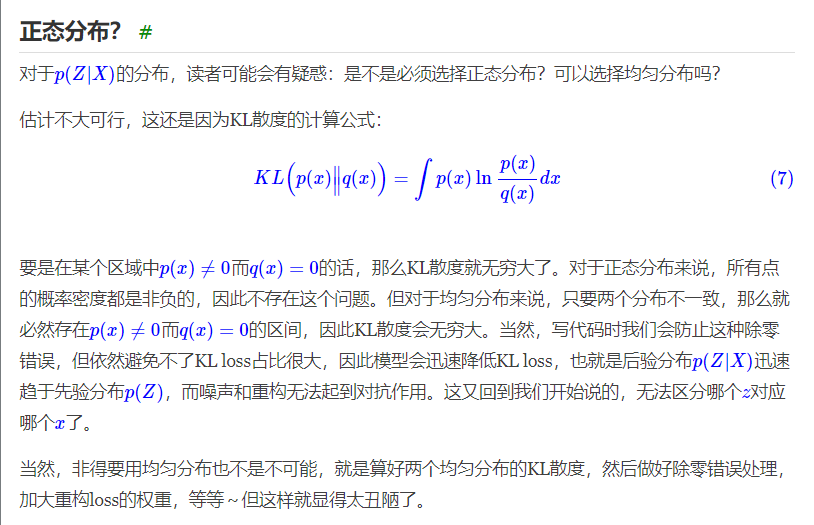 正态分布？ #
对于p(Z|X)的分布，读者可能会有疑惑：是不是必须选择正态分布？可以选择均匀分布吗？
估计不大可行，这还是因为KL散度的计算公式：
KL(p(x)‖q(x)) = ∫ p(x) ln p(x)/q(x) dx (7)
要是在某个区域中p(x) ≠ 0而q(x) = 0的话，那么KL散度就无穷大了。对于正态分布来说，所有点
的概率密度都是非负的，因此不存在这个问题。但对于均匀分布来说，只要两个分布不一致，那么就
必然存在p(x) ≠ 0而q(x) = 0的区间，因此KL散度会无穷大。当然，写代码时我们会防止这种除零
错误，但依然避免不了KL loss占比很大，因此模型会迅速降低KL loss，也就是后验分布p(Z|X)迅速
趋于先验分布p(Z)，而噪声和重构无法起到对抗作用。这又回到我们开始说的，无法区分哪个z对应
哪个x了。
当然，非得要用均匀分布也不是不可能，就是算好两个均匀分布的KL散度，然后做好除零错误处理，
加大重构loss的权重，等等～但这样就显得太丑陋了。